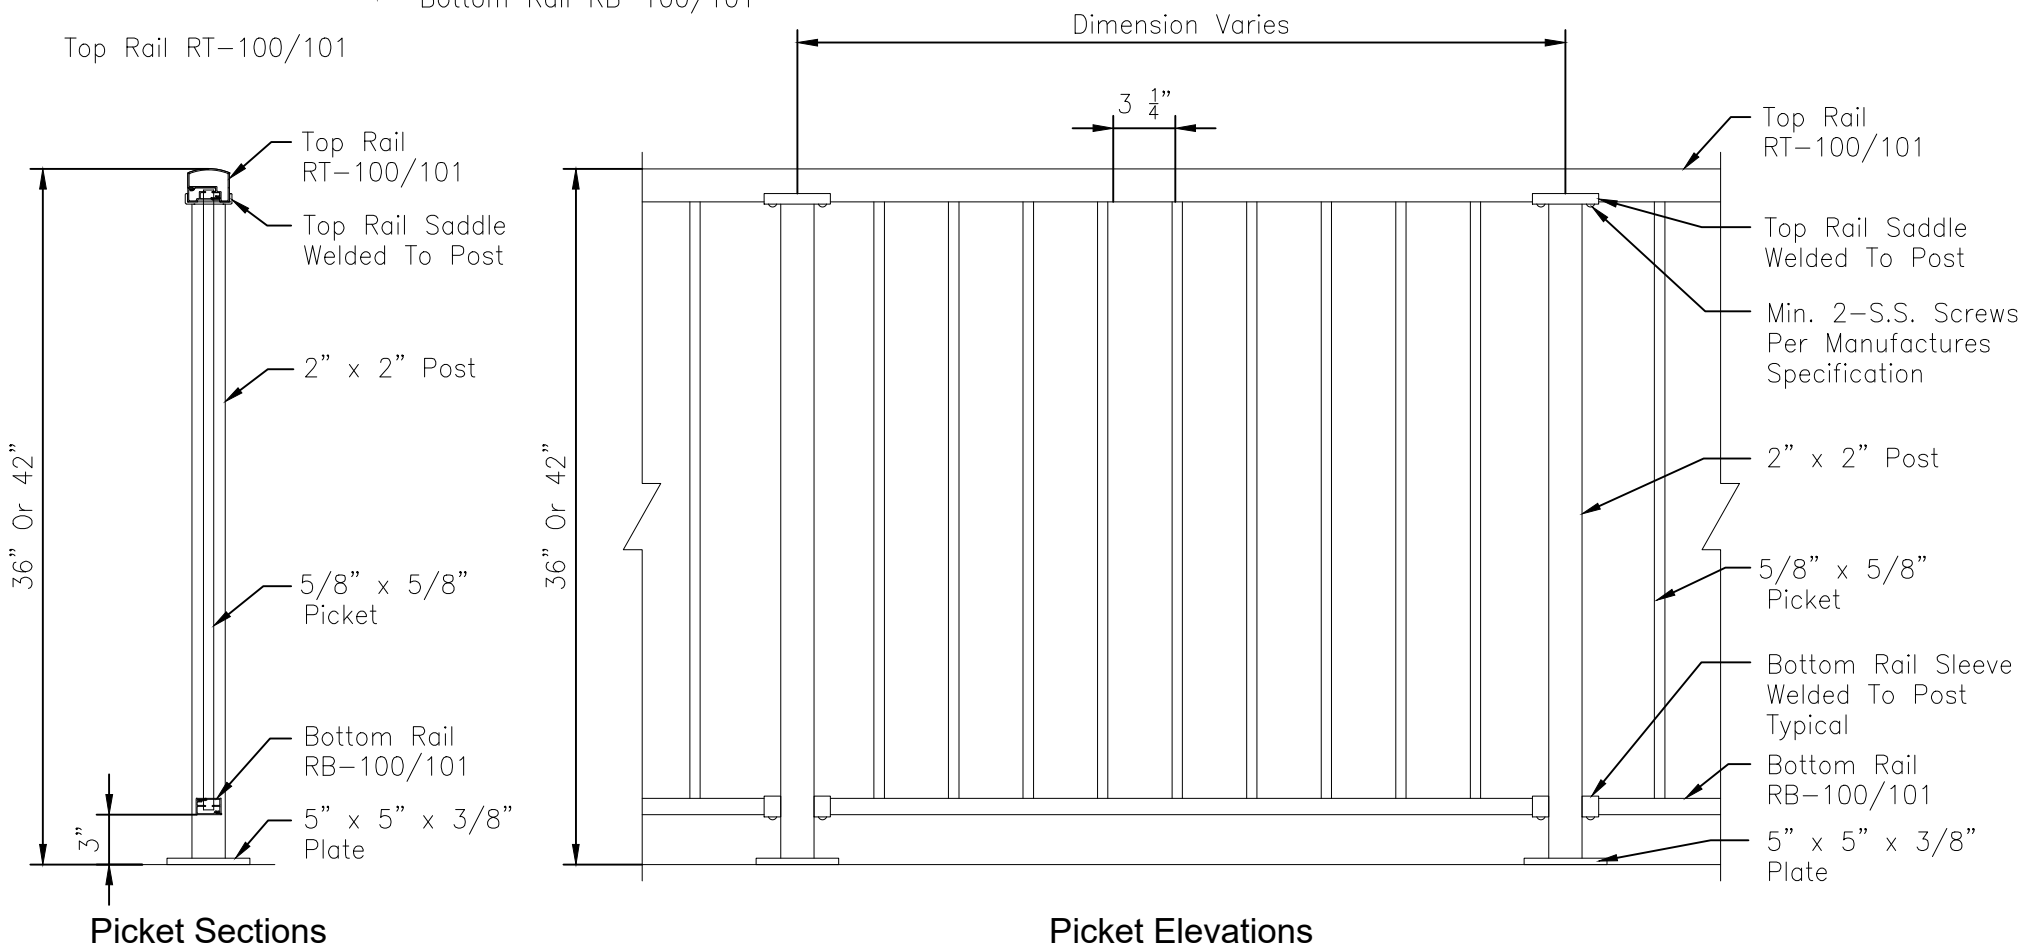 Bottom Rail RB-100/101
Top Rail RT-100/101
Top Rail
RT-100/101
Top Rail Saddle
Welded To Post
2" x 2" Post
36" Or 42"
5/8" x 5/8"
Picket
Bottom Rail
RB-100/101
3"
5" x 5" x 3/8"
Plate
Picket Sections
Dimension Varies
3 1/4"
36" Or 42"
Top Rail
RT-100/101
Top Rail Saddle
Welded To Post
Min. 2-S.S. Screws
Per Manufactures
Specification
2" x 2" Post
5/8" x 5/8"
Picket
Bottom Rail Sleeve
Welded To Post
Typical
Bottom Rail
RB-100/101
5" x 5" x 3/8"
Plate
Picket Elevations